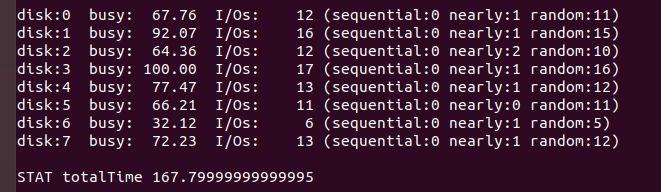 disk:0  busy:  67.76  I/Os:    12 (sequential:0 nearly:1 random:11)
disk:1  busy:  92.07  I/Os:    16 (sequential:0 nearly:1 random:15)
disk:2  busy:  64.36  I/Os:    12 (sequential:0 nearly:2 random:10)
disk:3  busy: 100.00  I/Os:    17 (sequential:0 nearly:1 random:16)
disk:4  busy:  77.47  I/Os:    13 (sequential:0 nearly:1 random:12)
disk:5  busy:  66.21  I/Os:    11 (sequential:0 nearly:0 random:11)
disk:6  busy:  32.12  I/Os:     6 (sequential:0 nearly:1 random:5)
disk:7  busy:  72.23  I/Os:    13 (sequential:0 nearly:1 random:12)
STAT totalTime 167.79999999999995